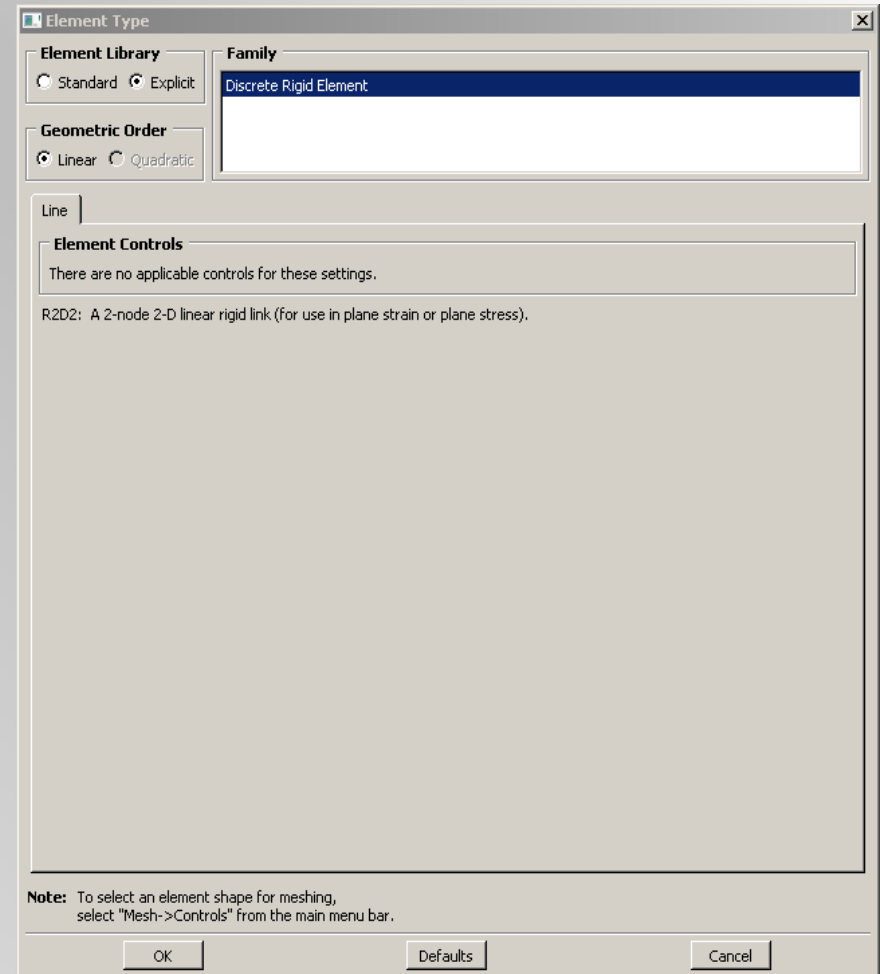 Element Type
Element Library
Family
Standard Explicit
Discrete Rigid Element
Geometric Order
Linear Quadratic
Line
Element Controls
There are no applicable controls for these settings.
R2D2: A 2-node 2-D linear rigid link (for use in plane strain or plane stress).
Note: To select an element shape for meshing,
select "Mesh->Controls" from the main menu bar.
OK Defaults Cancel